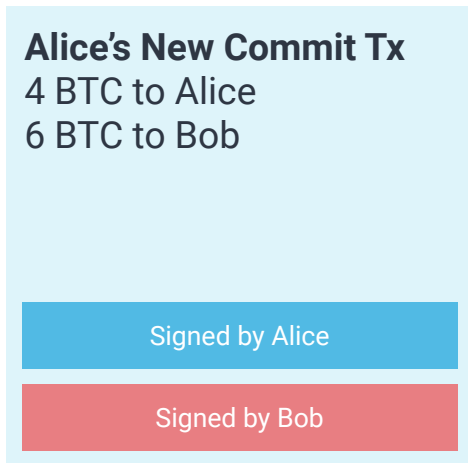 Alice’s New Commit Tx
4 BTC to Alice
6 BTC to Bob
Signed by Alice
Signed by Bob